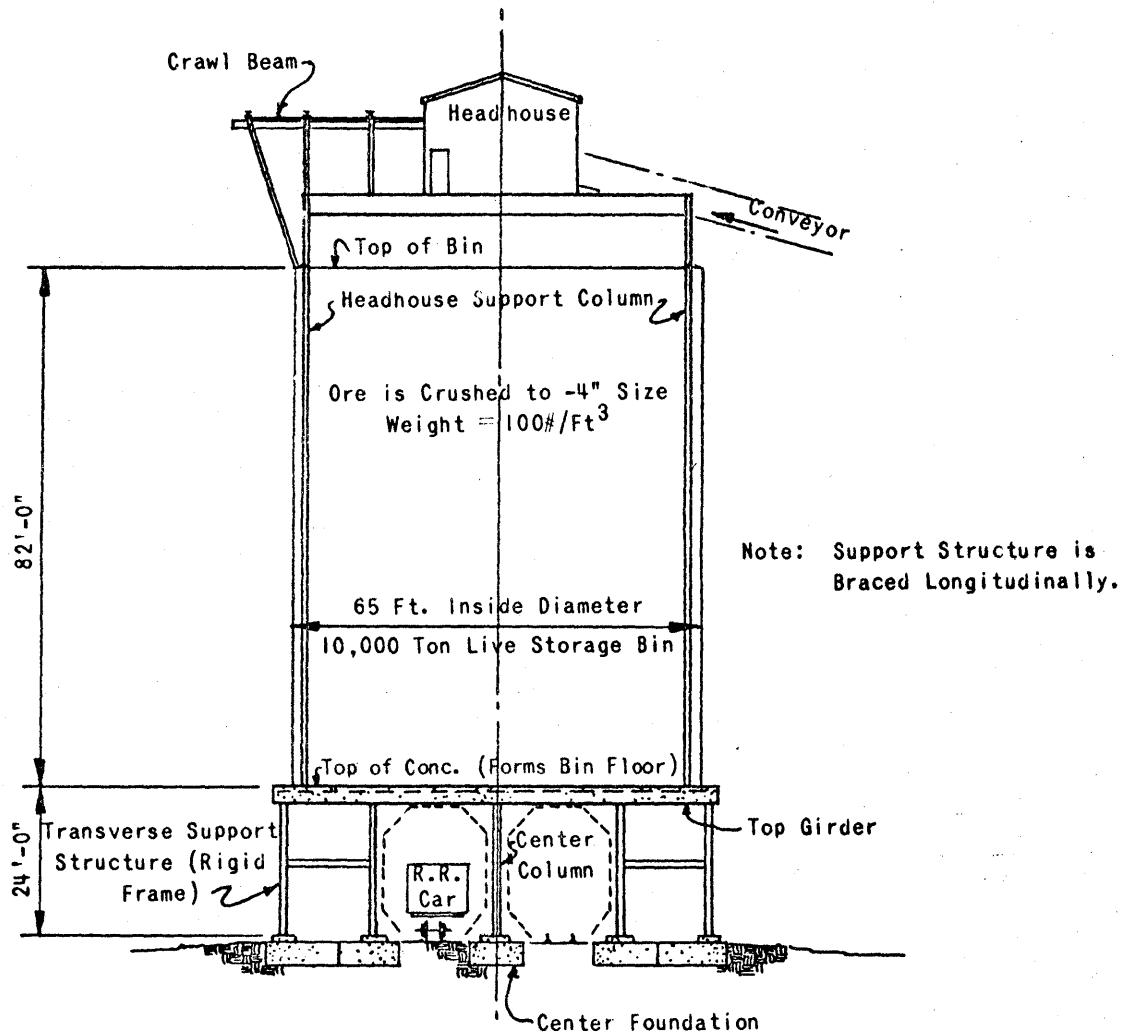 Crawl Beam
Headhouse
Conveyor
Top of Bin
Headhouse Support Column
Ore is Crushed to -4" Size
Weight = 100#/Ft³
82'-0"
Note: Support Structure is
Braced Longitudinally.
65 Ft. Inside Diameter
10,000 Ton Live Storage Bin
Top of Conc. (Forms Bin Floor)
24'-0"
Transverse Support
Structure (Rigid
Frame)
Top Girder
Center
Column
R.R.
Car
Center Foundation